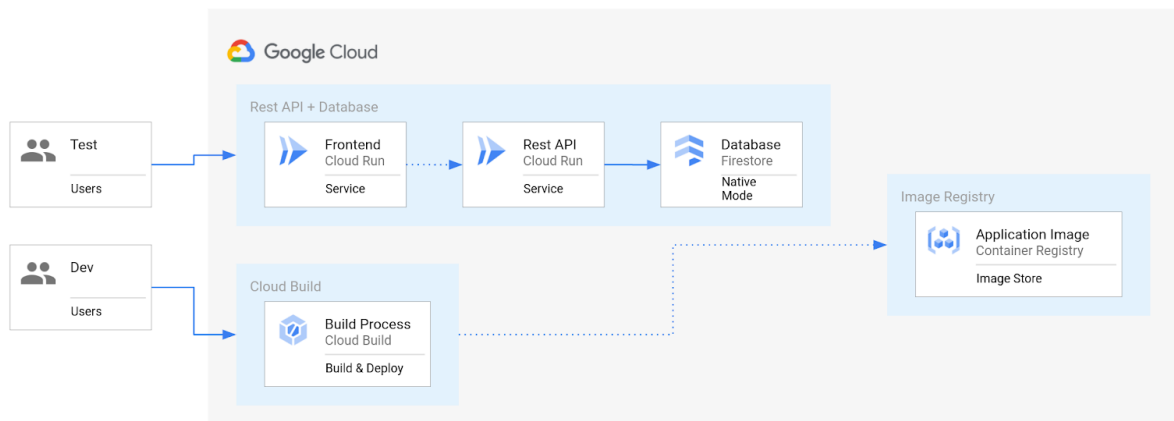 Google Cloud
Rest API + Database
Test
Users
Frontend
Cloud Run
Service
Rest API
Cloud Run
Service
Database
Firestore
Native
Mode
Image Registry
Application Image
Container Registry
Image Store
Dev
Users
Cloud Build
Build Process
Cloud Build
Build & Deploy